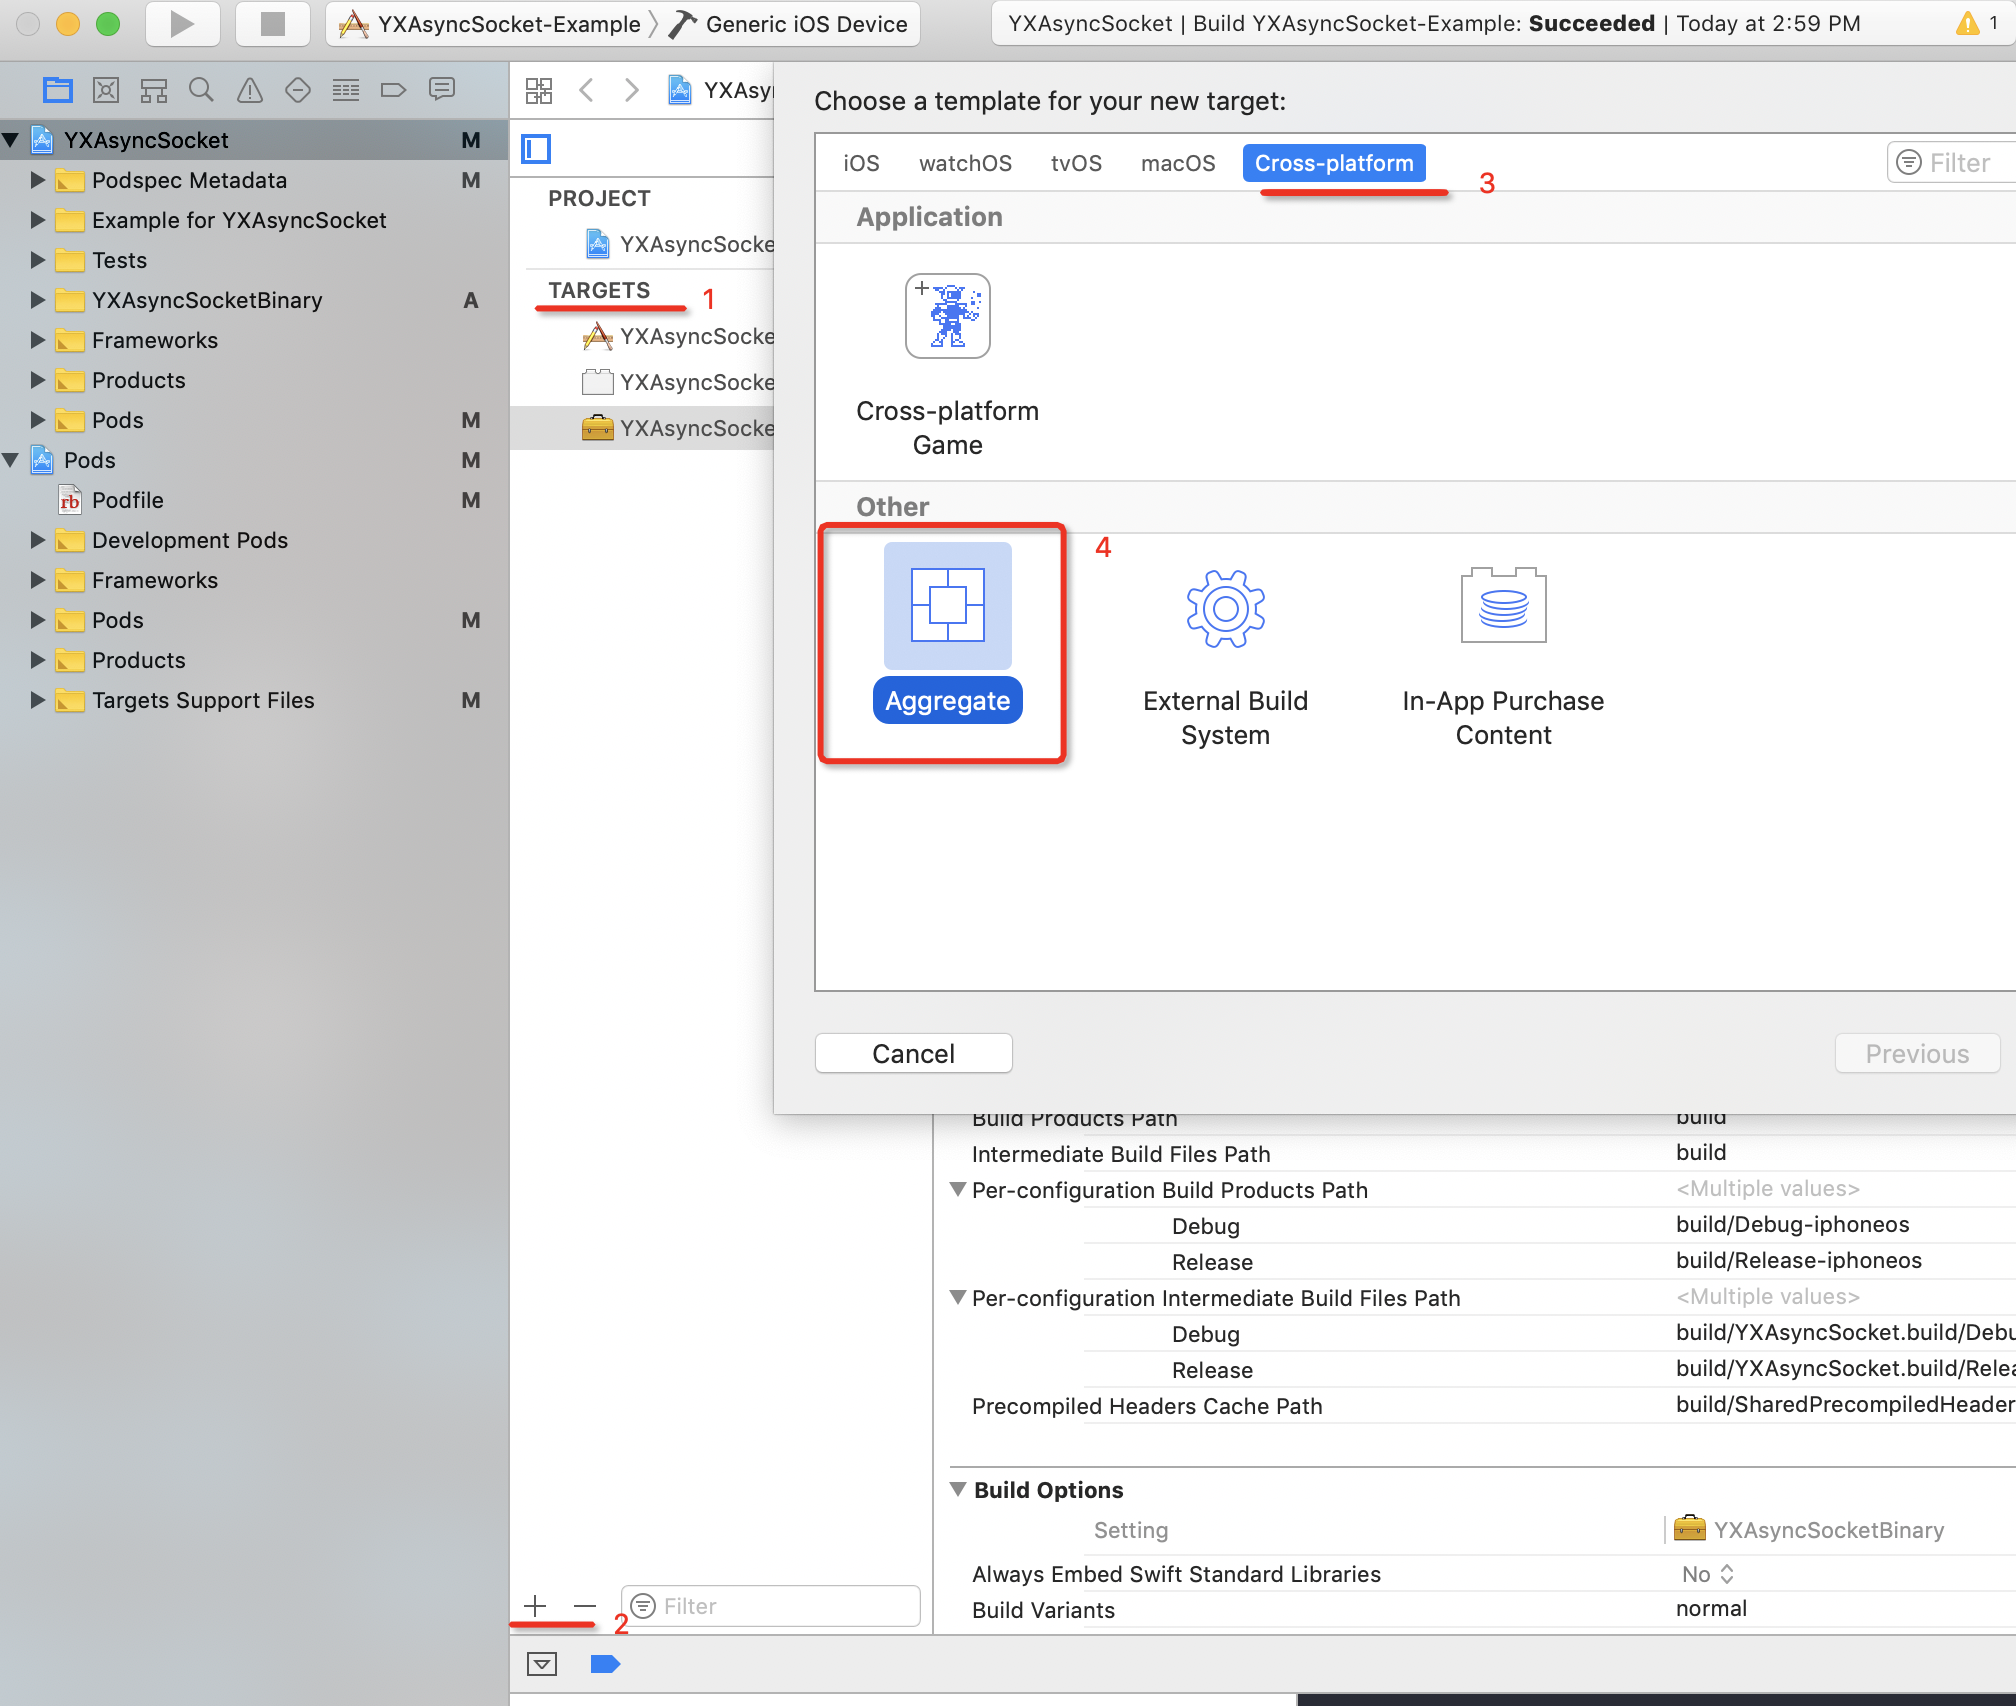 YXAsyncSocket-Example 〉 Generic iOS Device
YXAsyncSocket | Build YXAsyncSocket-Example: Succeeded | Today at 2:59 PM
1
YXAsyncSocket M
Podspec Metadata M
Example for YXAsyncSocket
Tests
YXAsyncSocketBinary A
Frameworks
Products
Pods M
Pods M
rb Podfile M
Development Pods
Frameworks
Pods M
Products
Targets Support Files M
YXAsy
PROJECT
YXAsyncSocke
TARGETS 1
YXAsyncSocke
YXAsyncSocke
YXAsyncSocke
Choose a template for your new target:
iOS watchOS tvOS macOS Cross-platform 3 Filter
Application
Cross-platform
Game
Other
4
Aggregate
External Build
System
In-App Purchase
Content
Cancel Previous
Build Products Path build
Intermediate Build Files Path build
Per-configuration Build Products Path <Multiple values>
Debug build/Debug-iphoneos
Release build/Release-iphoneos
Per-configuration Intermediate Build Files Path <Multiple values>
Debug build/YXAsyncSocket.build/Debu
Release build/YXAsyncSocket.build/Relea
Precompiled Headers Cache Path build/SharedPrecompiledHeader
Build Options
Setting YXAsyncSocketBinary
Always Embed Swift Standard Libraries No
Build Variants normal
+ − 2 Filter